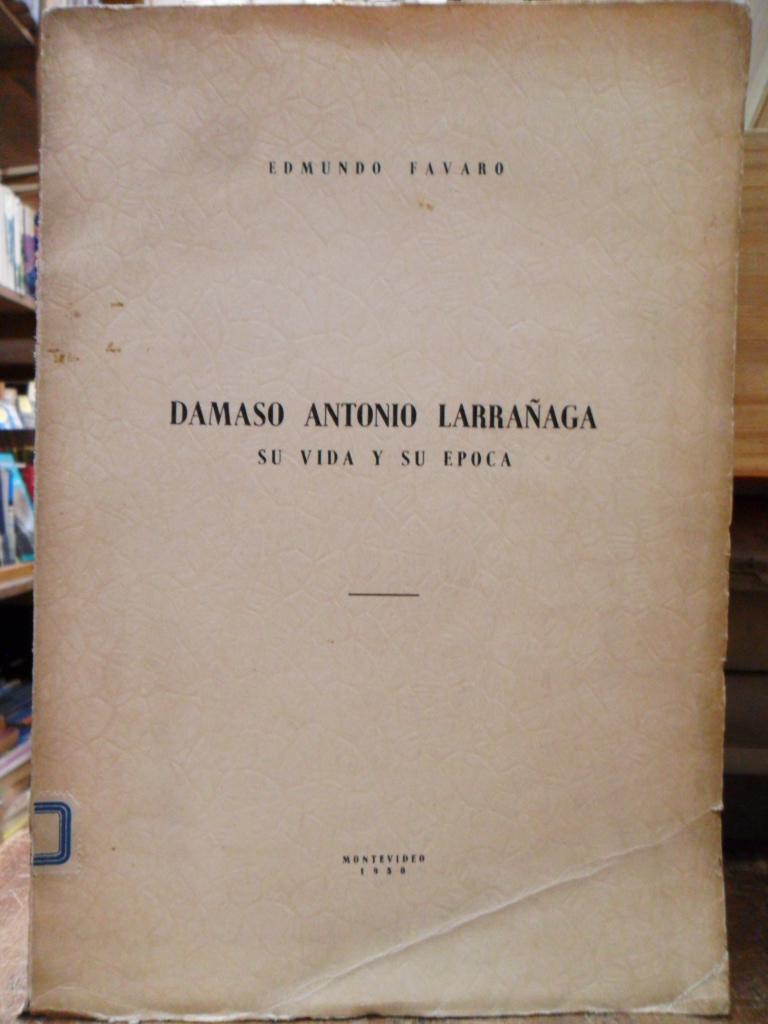 EDMUNDO FAVARO
DAMASO ANTONIO LARRAÑAGA
SU VIDA Y SU EPOCA
MONTEVIDEO
1950